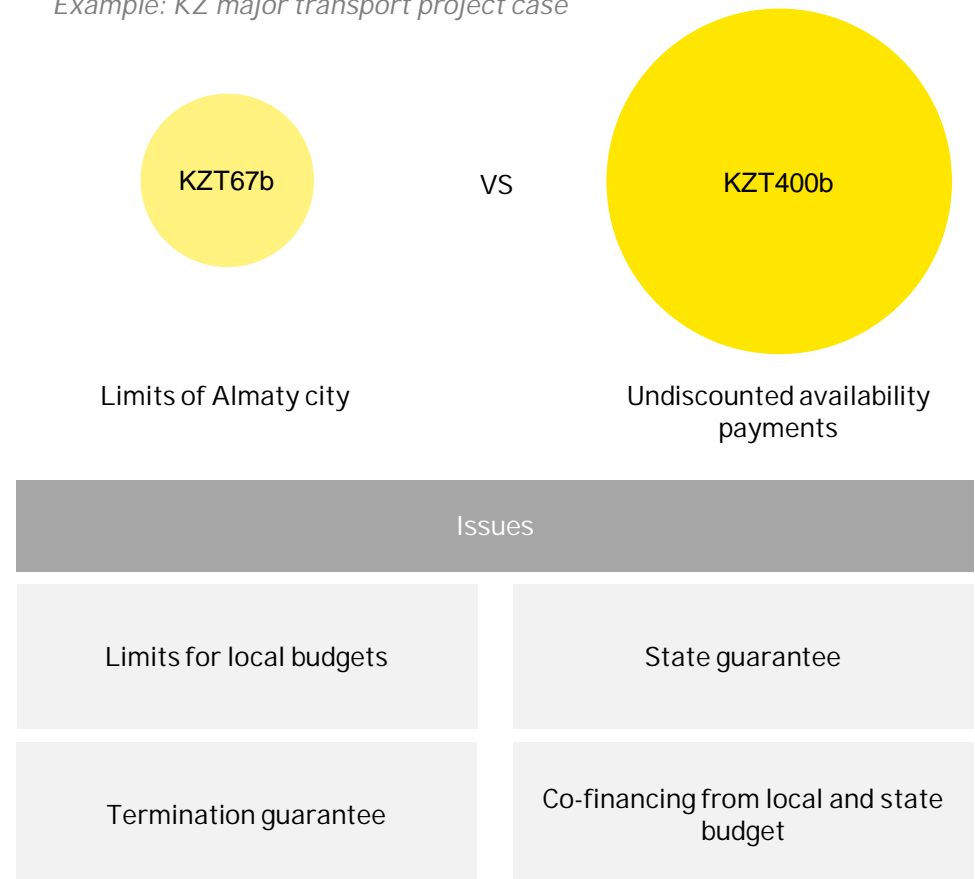 Example: KZ major transport project case
KZT67b
VS
KZT400b
Limits of Almaty city
Undiscounted availability
payments
Issues
Limits for local budgets
State guarantee
Termination guarantee
Co-financing from local and state
budget